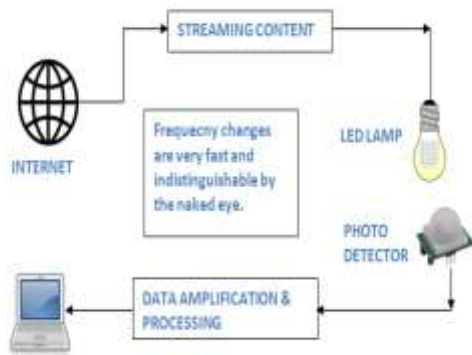 STREAMING CONTENT
INTERNET
Frequecny changes
are very fast and
indistinguishable by
the naked eye.
LED LAMP
PHOTO
DETECTOR
DATA AMPLIFICATION &
PROCESSING